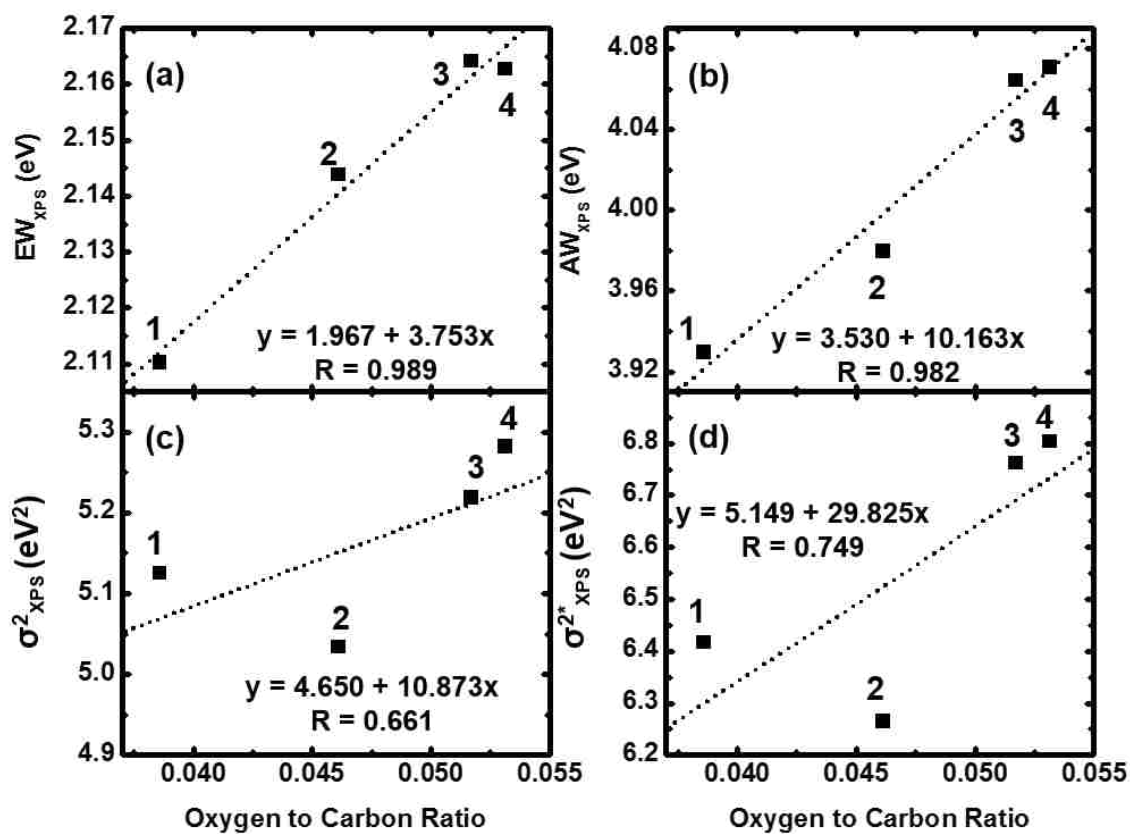 (a)
EW_XPS (eV)
2.17
2.16
2.15
2.14
2.13
2.12
2.11
1
2
3
4
y = 1.967 + 3.753x
R = 0.989
(b)
AW_XPS (eV)
4.08
4.04
4.00
3.96
3.92
1
2
3
4
y = 3.530 + 10.163x
R = 0.982
(c)
σ²_XPS (eV²)
5.3
5.2
5.1
5.0
4.9
1
2
3
4
y = 4.650 + 10.873x
R = 0.661
0.040
0.045
0.050
0.055
Oxygen to Carbon Ratio
(d)
σ²*_XPS (eV²)
6.8
6.7
6.6
6.5
6.4
6.3
6.2
1
2
3
4
y = 5.149 + 29.825x
R = 0.749
0.040
0.045
0.050
0.055
Oxygen to Carbon Ratio